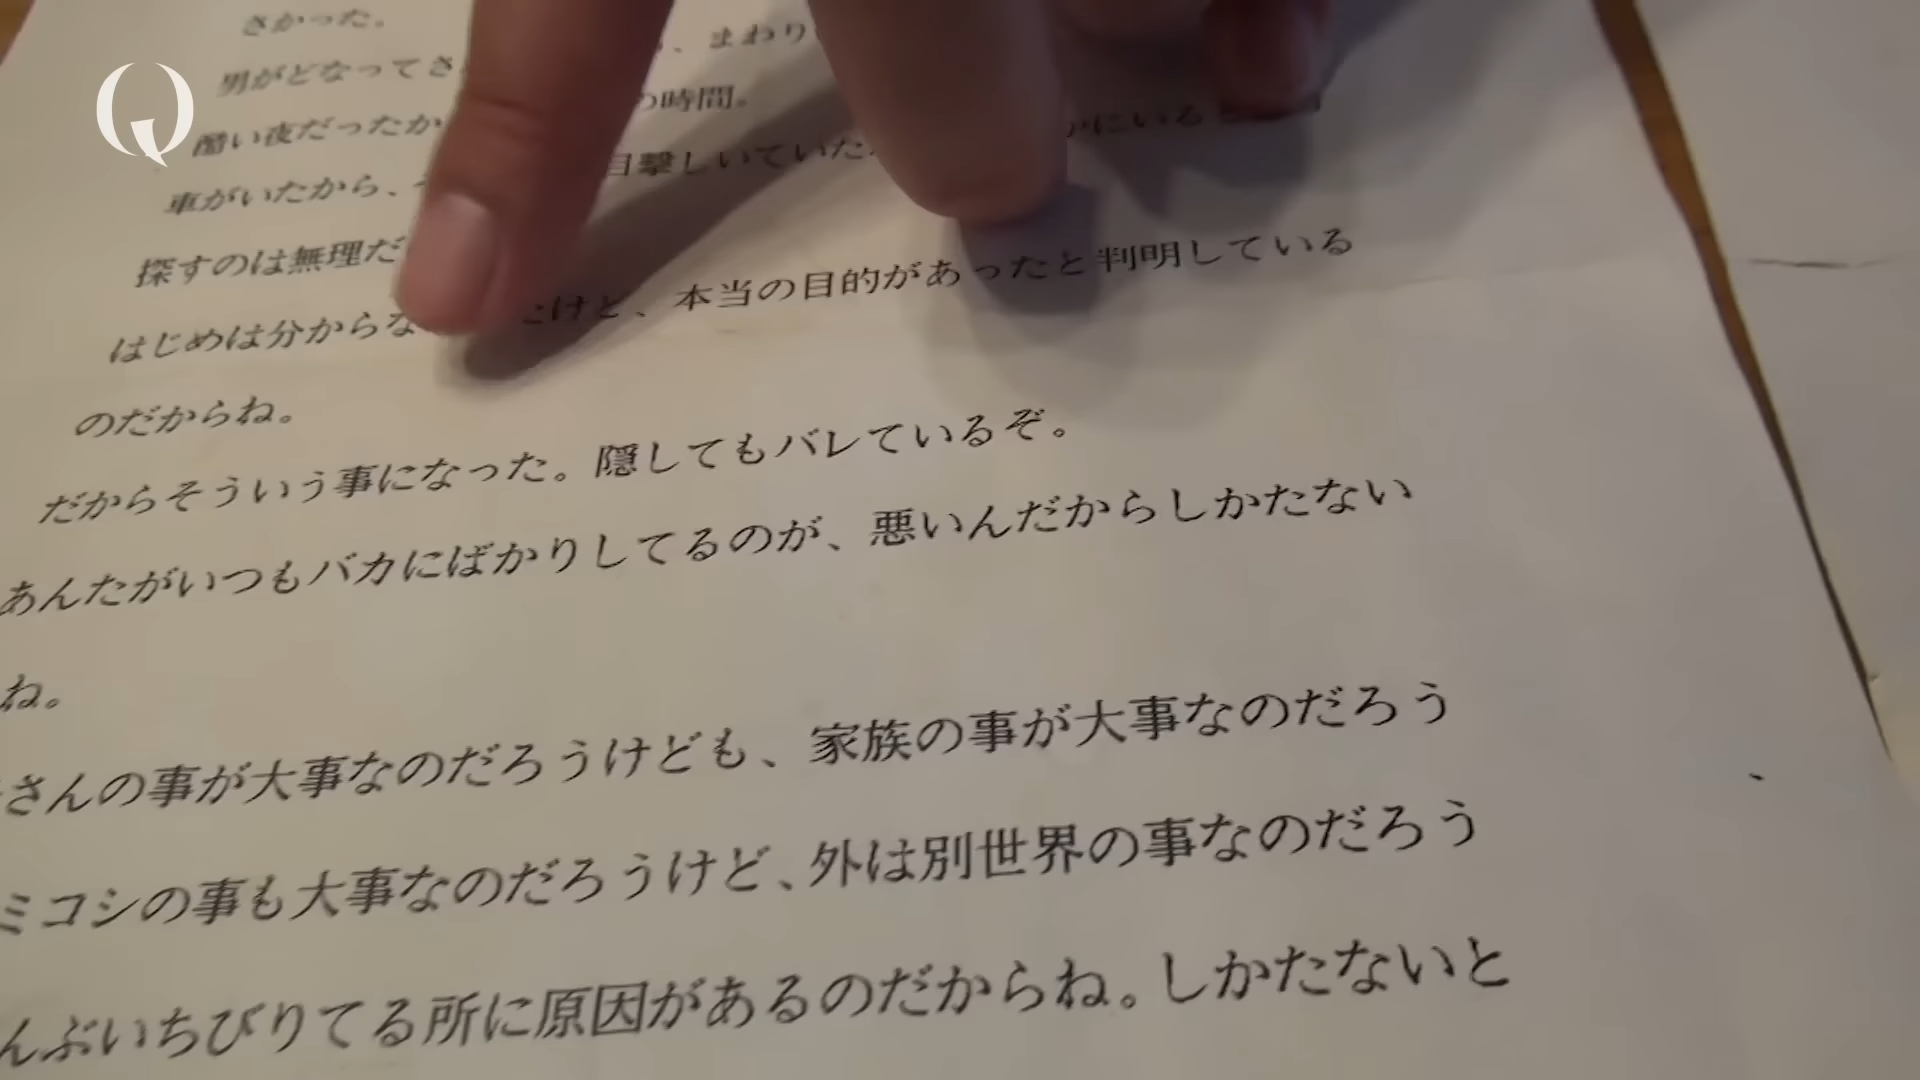 Q
さかった。
男がどなってさ 、まわり
酷い夜だったか の時間。
車がいたから、 目撃しいていた かにいる
探すのは無理だ
はじめは分からな たけど、本当の目的があったと判明している
のだからね。
だからそういう事になった。隠してもバレているぞ。
あんたがいつもバカにばかりしてるのが、悪いんだからしかたない
ね。
さんの事が大事なのだろうけども、家族の事が大事なのだろう
ミコシの事も大事なのだろうけど、外は別世界の事なのだろう
んぶいちびりてる所に原因があるのだからね。しかたないと